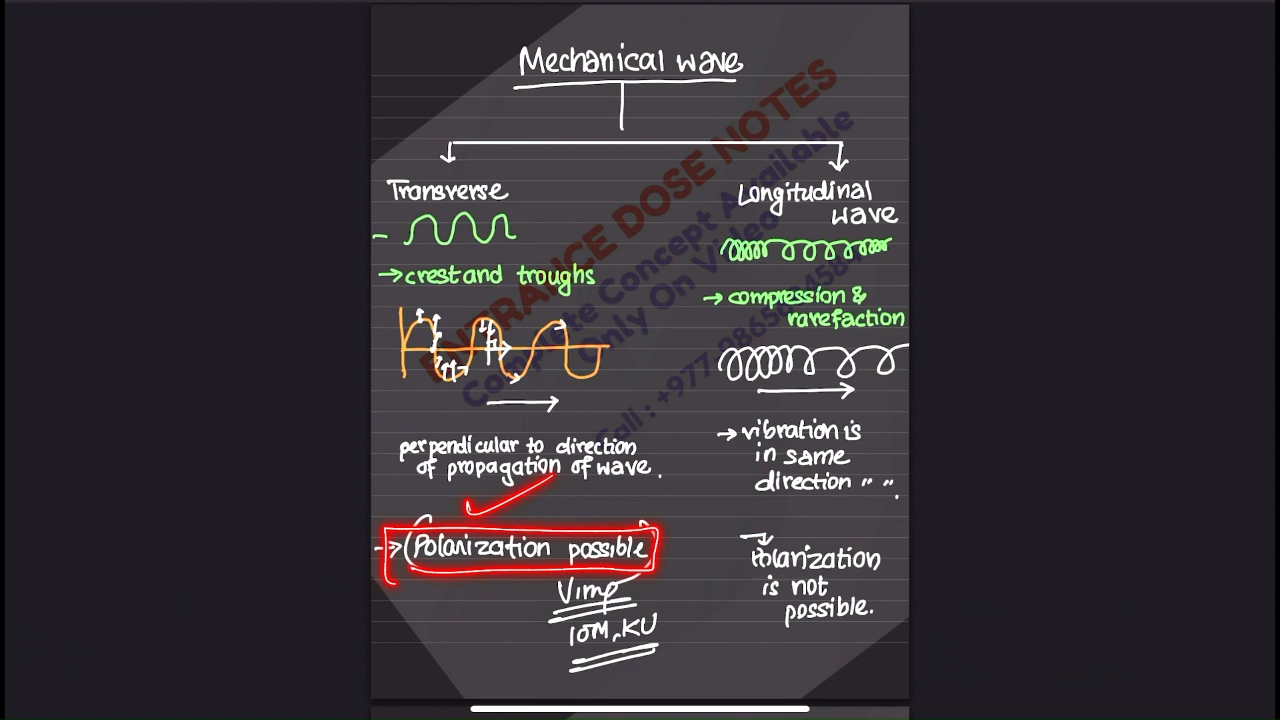 Mechanical wave
Transverse
→ crest and troughs
perpendicular to direction
of propagation of wave.
→ (Polarization possible
Vimp
IOM, KU
Longitudinal
wave
→ compression &
rarefaction
→ vibration is
in same
direction " ".
Polarization
is not
possible.
ENTRANCE DOSE NOTES
Complete Concept Available
Only On Video